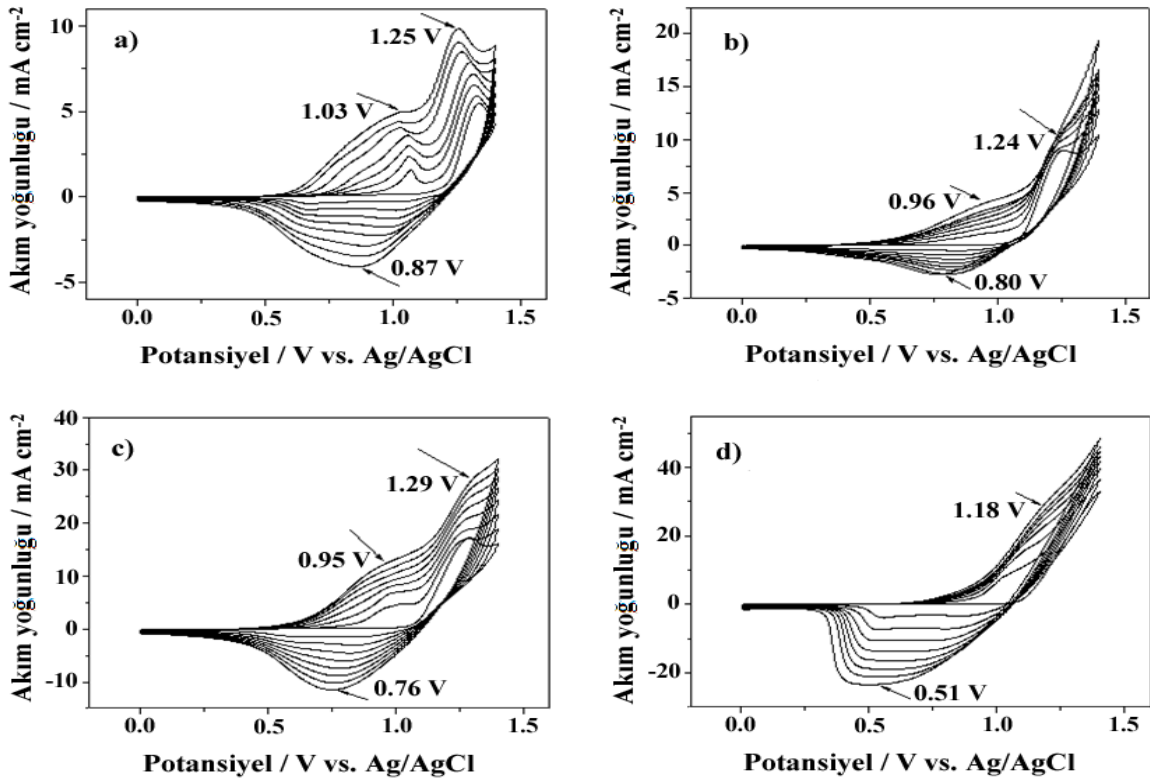 a)
10
5
0
-5
1.25 V
1.03 V
0.87 V
0.0 0.5 1.0 1.5
Akım yoğunluğu / mA cm-2
Potansiyel / V vs. Ag/AgCl
b)
20
15
10
5
0
-5
1.24 V
0.96 V
0.80 V
0.0 0.5 1.0 1.5
Akım yoğunluğu / mA cm-2
Potansiyel / V vs. Ag/AgCl
c)
40
30
20
10
0
-10
1.29 V
0.95 V
0.76 V
0.0 0.5 1.0 1.5
Akım yoğunluğu / mA cm-2
Potansiyel / V vs. Ag/AgCl
d)
40
20
0
-20
1.18 V
0.51 V
0.0 0.5 1.0 1.5
Akım yoğunluğu / mA cm-2
Potansiyel / V vs. Ag/AgCl